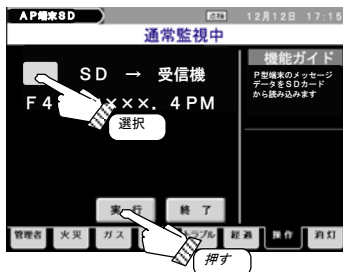 AP端末SD
点検 12月12日 17:15
通常監視中
SD → 受信機
F4 ××. 4PM
選択
機能ガイド
P型端末のメッセージ
データをSDカード
から読み込みます
実行 終了
管理者 火災 ガス トラブル 経過 操作 消灯
押す